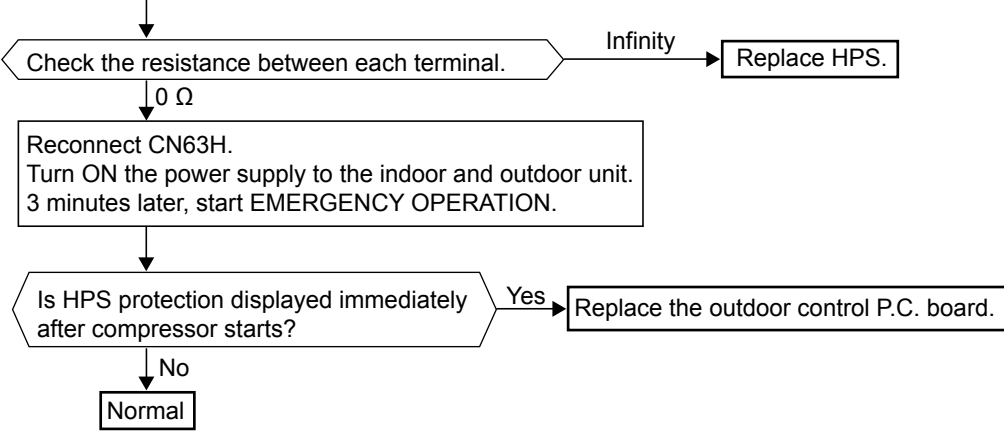 Check the resistance between each terminal.
Infinity
Replace HPS.
0 Ω
Reconnect CN63H.
Turn ON the power supply to the indoor and outdoor unit.
3 minutes later, start EMERGENCY OPERATION.
Is HPS protection displayed immediately
after compressor starts?
Yes
Replace the outdoor control P.C. board.
No
Normal